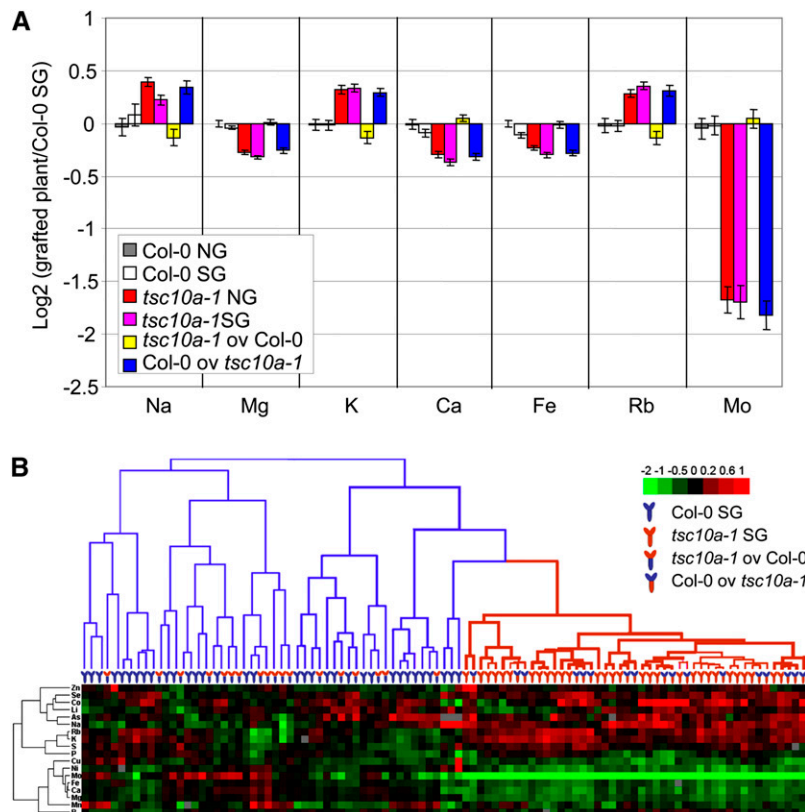 A
Log2 (grafted plant/Col-0 SG)
1
0.5
0
-0.5
-1
-1.5
-2
-2.5
Col-0 NG
Col-0 SG
tsc10a-1 NG
tsc10a-1SG
tsc10a-1 ov Col-0
Col-0 ov tsc10a-1
Na Mg K Ca Fe Rb Mo
B
-2 -1 -0.5 0 0.2 0.6 1
Col-0 SG
tsc10a-1 SG
tsc10a-1 ov Col-0
Col-0 ov tsc10a-1
Zn
Se
Co
Li
As
Na
Rb
K
S
P
Cu
Ni
Mo
Fe
Ca
Mg
Mn